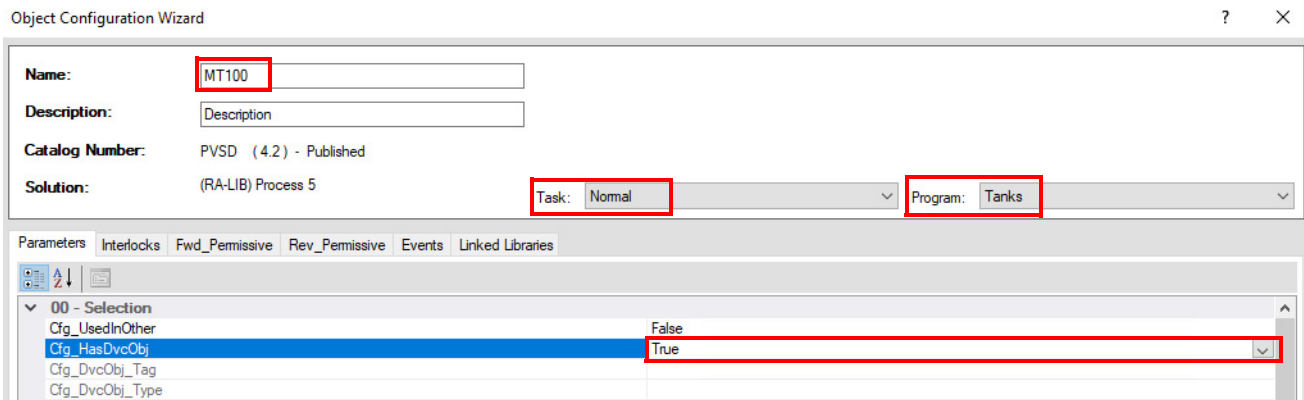 Object Configuration Wizard ?
Name: MT100
Description: Description
Catalog Number: PVSD (4.2) - Published
Solution: (RA-LIB) Process 5 Task: Normal Program: Tanks
Parameters Interlocks Fwd_Permissive Rev_Permissive Events Linked Libraries
00 - Selection
Cfg_UsedInOther False
Cfg_HasDvcObj True
Cfg_DvcObj_Tag
Cfg_DvcObj_Type